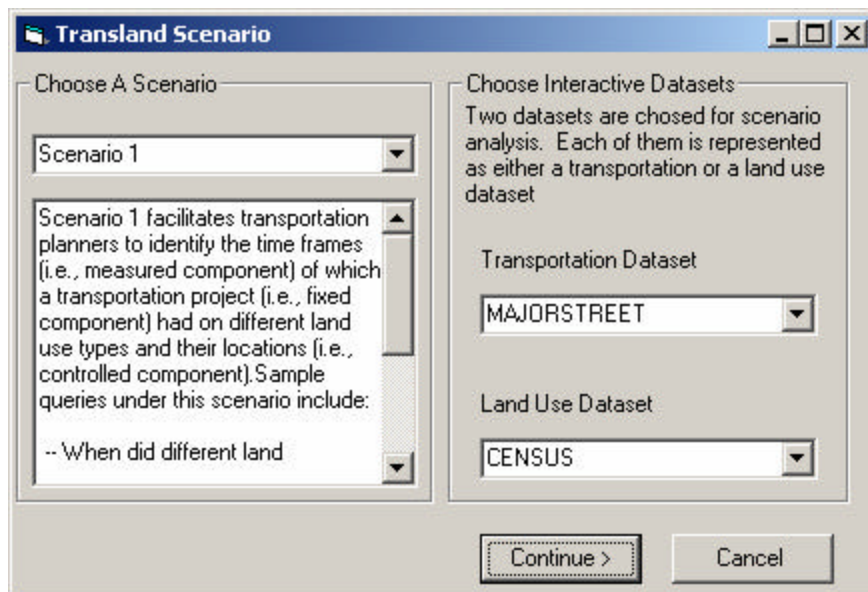 Transland Scenario
Choose A Scenario
Scenario 1
Scenario 1 facilitates transportation
planners to identify the time frames
(i.e., measured component) of which
a transportation project (i.e., fixed
component) had on different land
use types and their locations (i.e.,
controlled component).Sample
queries under this scenario include:
-- When did different land
Choose Interactive Datasets
Two datasets are chosed for scenario
analysis. Each of them is represented
as either a transportation or a land use
dataset
Transportation Dataset
MAJORSTREET
Land Use Dataset
CENSUS
Continue >
Cancel